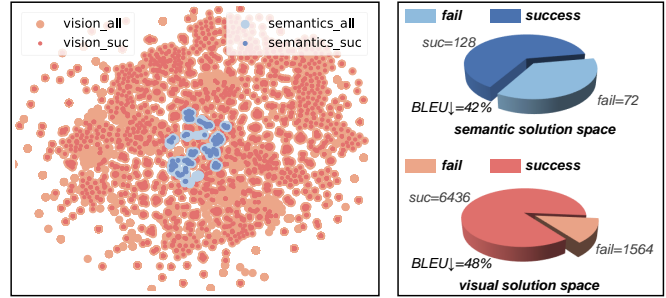 vision_all
vision_suc
semantics_all
semantics_suc
fail success
suc=128
fail=72
BLEU↓=42%
semantic solution space
fail success
suc=6436
fail=1564
BLEU↓=48%
visual solution space